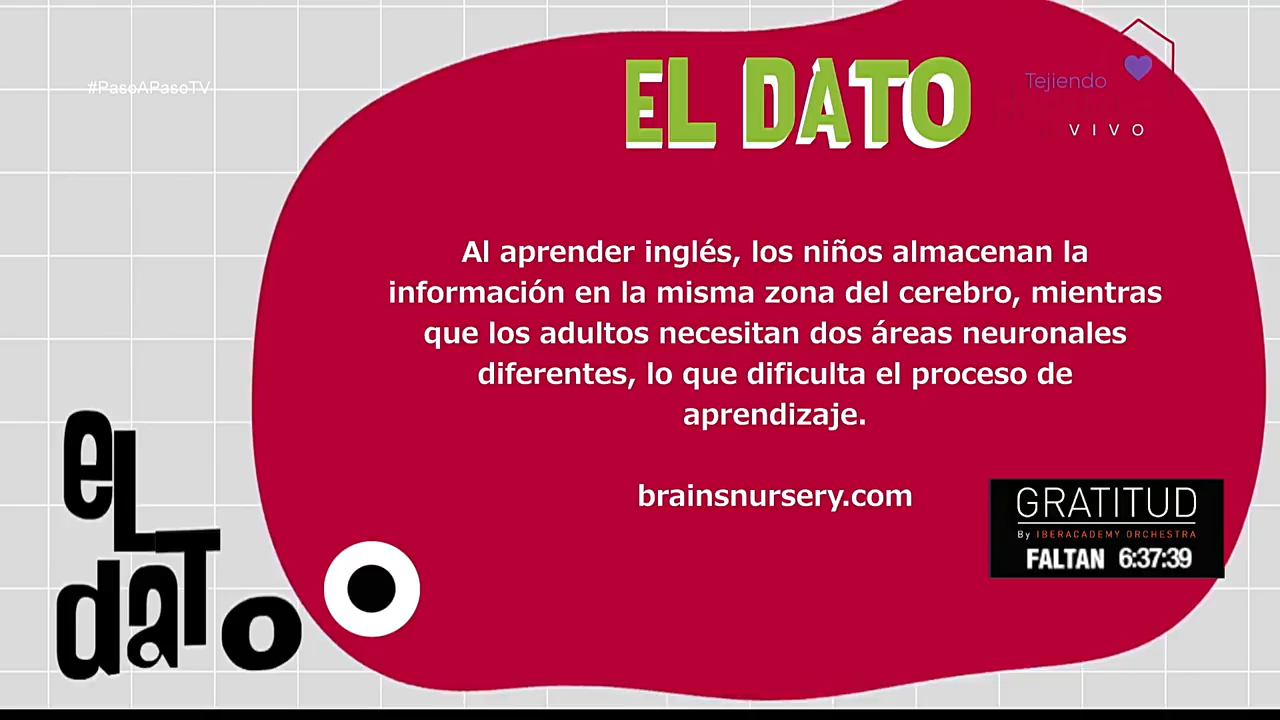 #PasoAPasoTV
EL DATO
Tejiendo
VIVO
Al aprender inglés, los niños almacenan la
información en la misma zona del cerebro, mientras
que los adultos necesitan dos áreas neuronales
diferentes, lo que dificulta el proceso de
aprendizaje.
brainsnursery.com
GRATITUD
By IBERACADEMY ORCHESTRA
FALTAN 6:37:39
eL
daTo